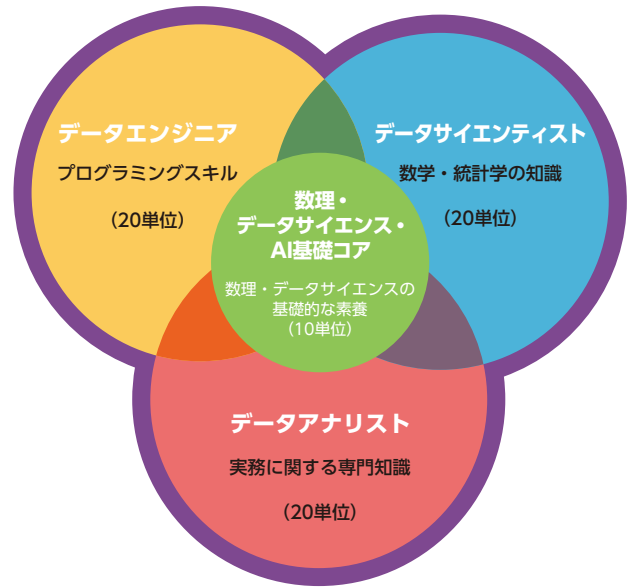 データエンジニア
プログラミングスキル
（20単位）
データサイエンティスト
数学・統計学の知識
（20単位）
数理・
データサイエンス・
AI基礎コア
数理・データサイエンスの
基礎的な素養
（10単位）
データアナリスト
実務に関する専門知識
（20単位）